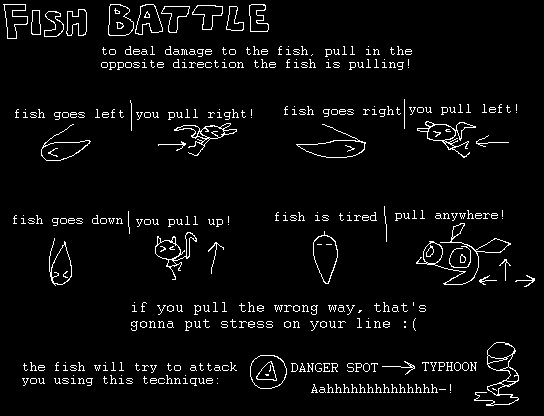 FISH BATTLE
to deal damage to the fish, pull in the
opposite direction the fish is pulling!
fish goes left
you pull right!
fish goes right
you pull left!
fish goes down
you pull up!
fish is tired
pull anywhere!
if you pull the wrong way, that's
gonna put stress on your line :(
the fish will try to attack
you using this technique:
! DANGER SPOT → TYPHOON
Aahhhhhhhhhhhhhh—!